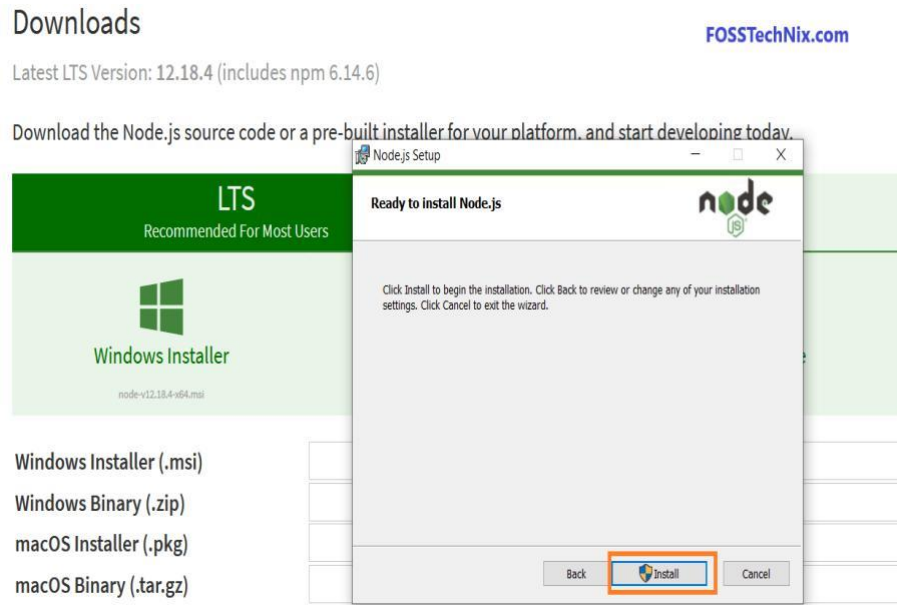 Downloads
FOSSTechNix.com
Latest LTS Version: 12.18.4 (includes npm 6.14.6)
Download the Node.js source code or a pre-built installer for your platform, and start developing today.
Node.js Setup
LTS
Recommended For Most Users
Ready to install Node.js
node
JS
Click Install to begin the installation. Click Back to review or change any of your installation
settings. Click Cancel to exit the wizard.
Windows Installer
node-v12.18.4-x64.msi
Windows Installer (.msi)
Windows Binary (.zip)
macOS Installer (.pkg)
macOS Binary (.tar.gz)
Back
Install
Cancel